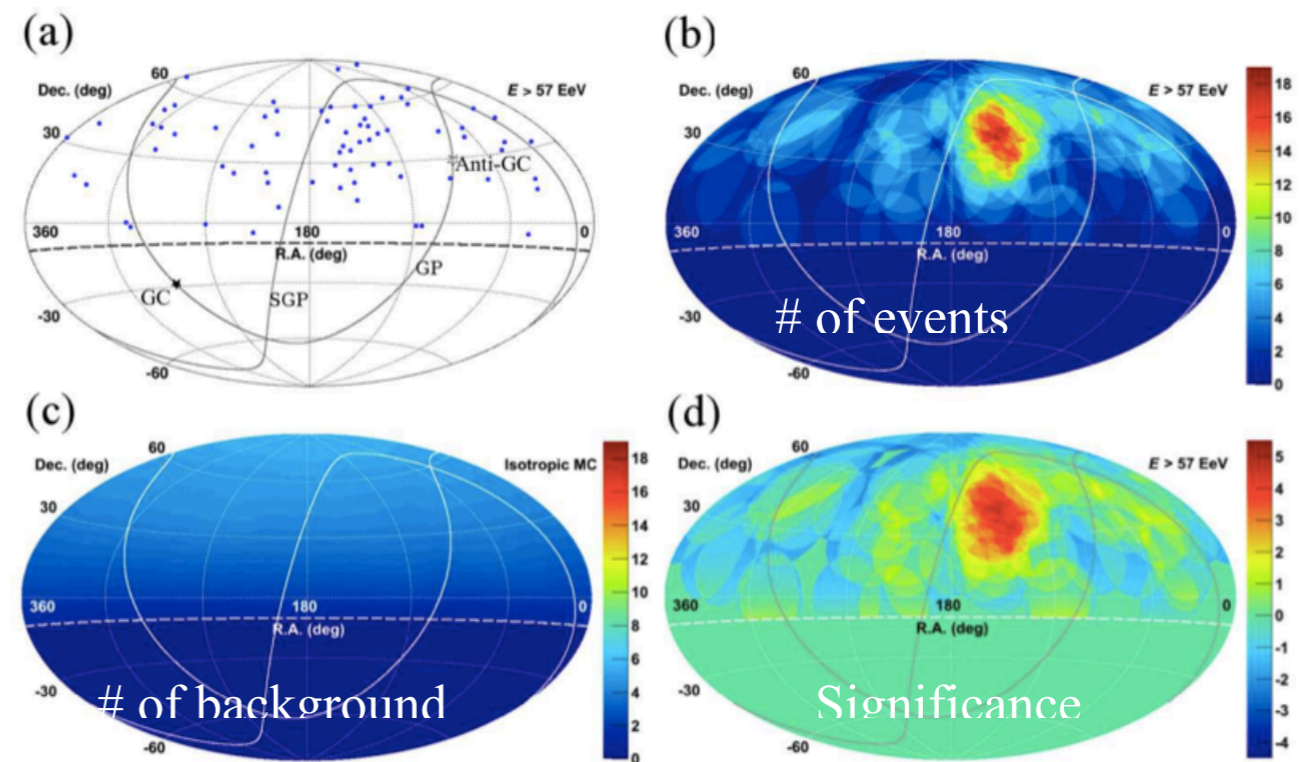 (a)
Dec. (deg)
60
E > 57 EeV
30
Anti-GC
360
180
0
R.A. (deg)
GP
GC
SGP
-30
-60
(b)
Dec. (deg)
60
E > 57 EeV
30
360
180
0
R.A. (deg)
-30
# of events
-60
18
16
14
12
10
8
6
4
2
0
(c)
Dec. (deg)
60
Isotropic MC
30
360
180
0
R.A. (deg)
-30
# of background
-60
18
16
14
12
10
8
6
4
2
0
(d)
Dec. (deg)
60
E > 57 EeV
30
360
180
0
R.A. (deg)
-30
Significance
-60
5
4
3
2
1
0
-1
-2
-3
-4